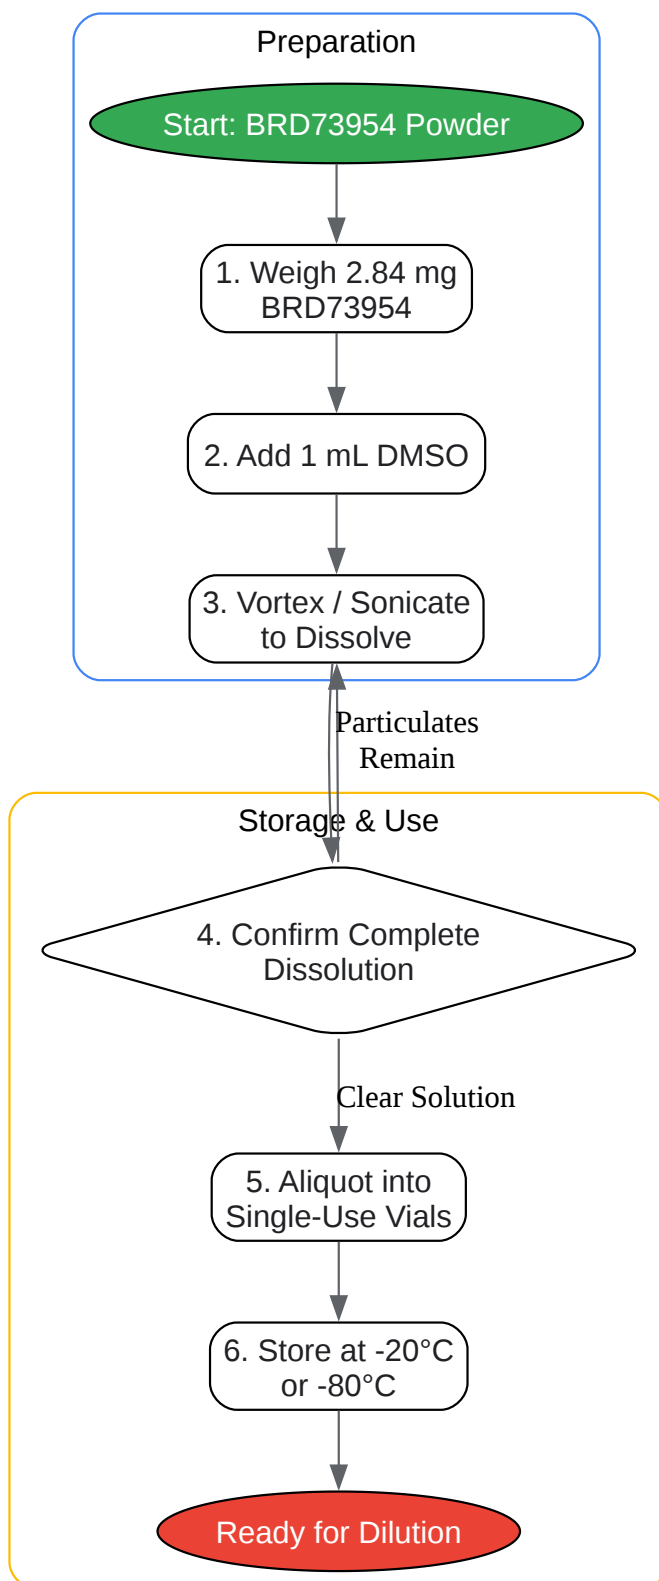 Preparation
Start: BRD73954 Powder
1. Weigh 2.84 mg
BRD73954
2. Add 1 mL DMSO
3. Vortex / Sonicate
to Dissolve
Particulates
Remain
Storage & Use
4. Confirm Complete
Dissolution
Clear Solution
5. Aliquot into
Single-Use Vials
6. Store at -20°C
or -80°C
Ready for Dilution